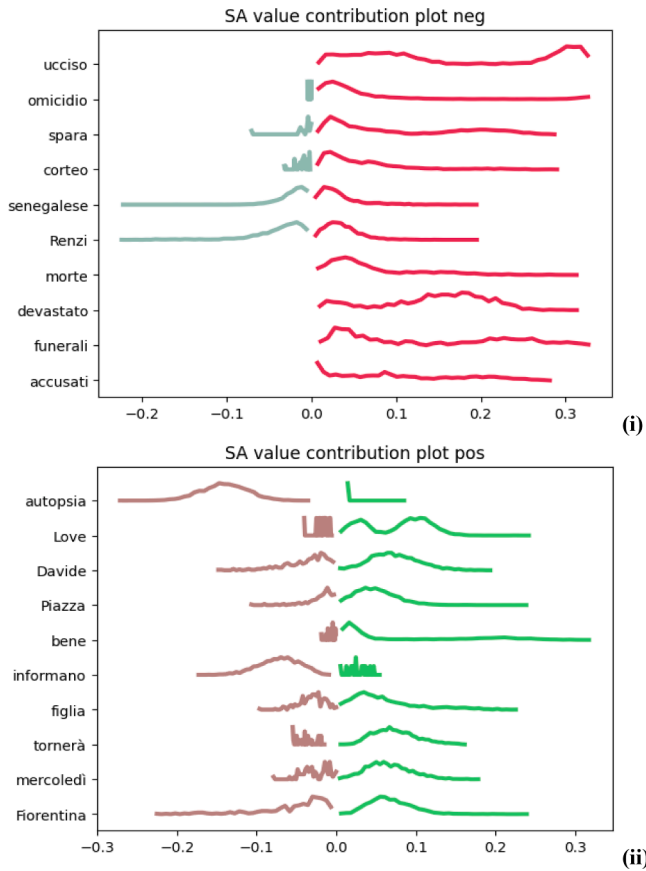 SA value contribution plot neg
ucciso
omicidio
spara
corteo
senegalese
Renzi
morte
devastato
funerali
accusati
−0.2 −0.1 0.0 0.1 0.2 0.3
(i)
SA value contribution plot pos
autopsia
Love
Davide
Piazza
bene
informano
figlia
tornerà
mercoledì
Fiorentina
−0.3 −0.2 −0.1 0.0 0.1 0.2 0.3
(ii)